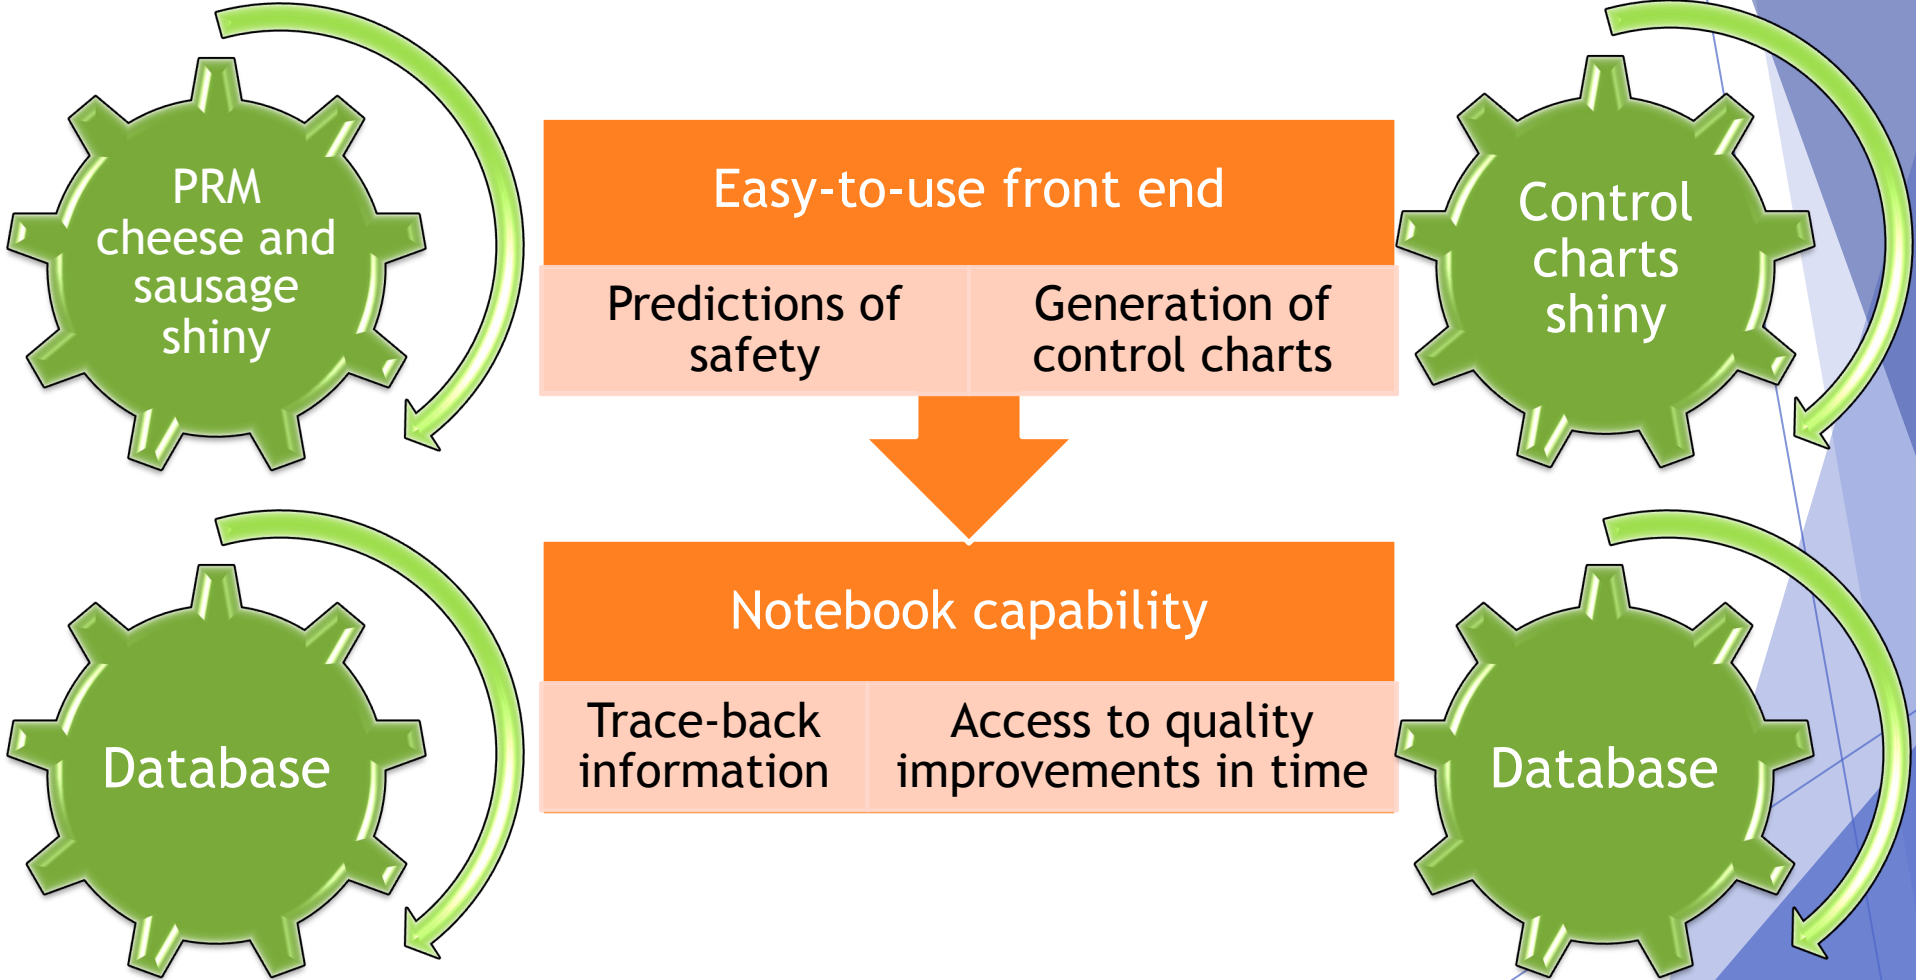 PRM
cheese and
sausage
shiny
Easy-to-use front end
Predictions of
safety
Generation of
control charts
Control
charts
shiny
Database
Notebook capability
Trace-back
information
Access to quality
improvements in time
Database